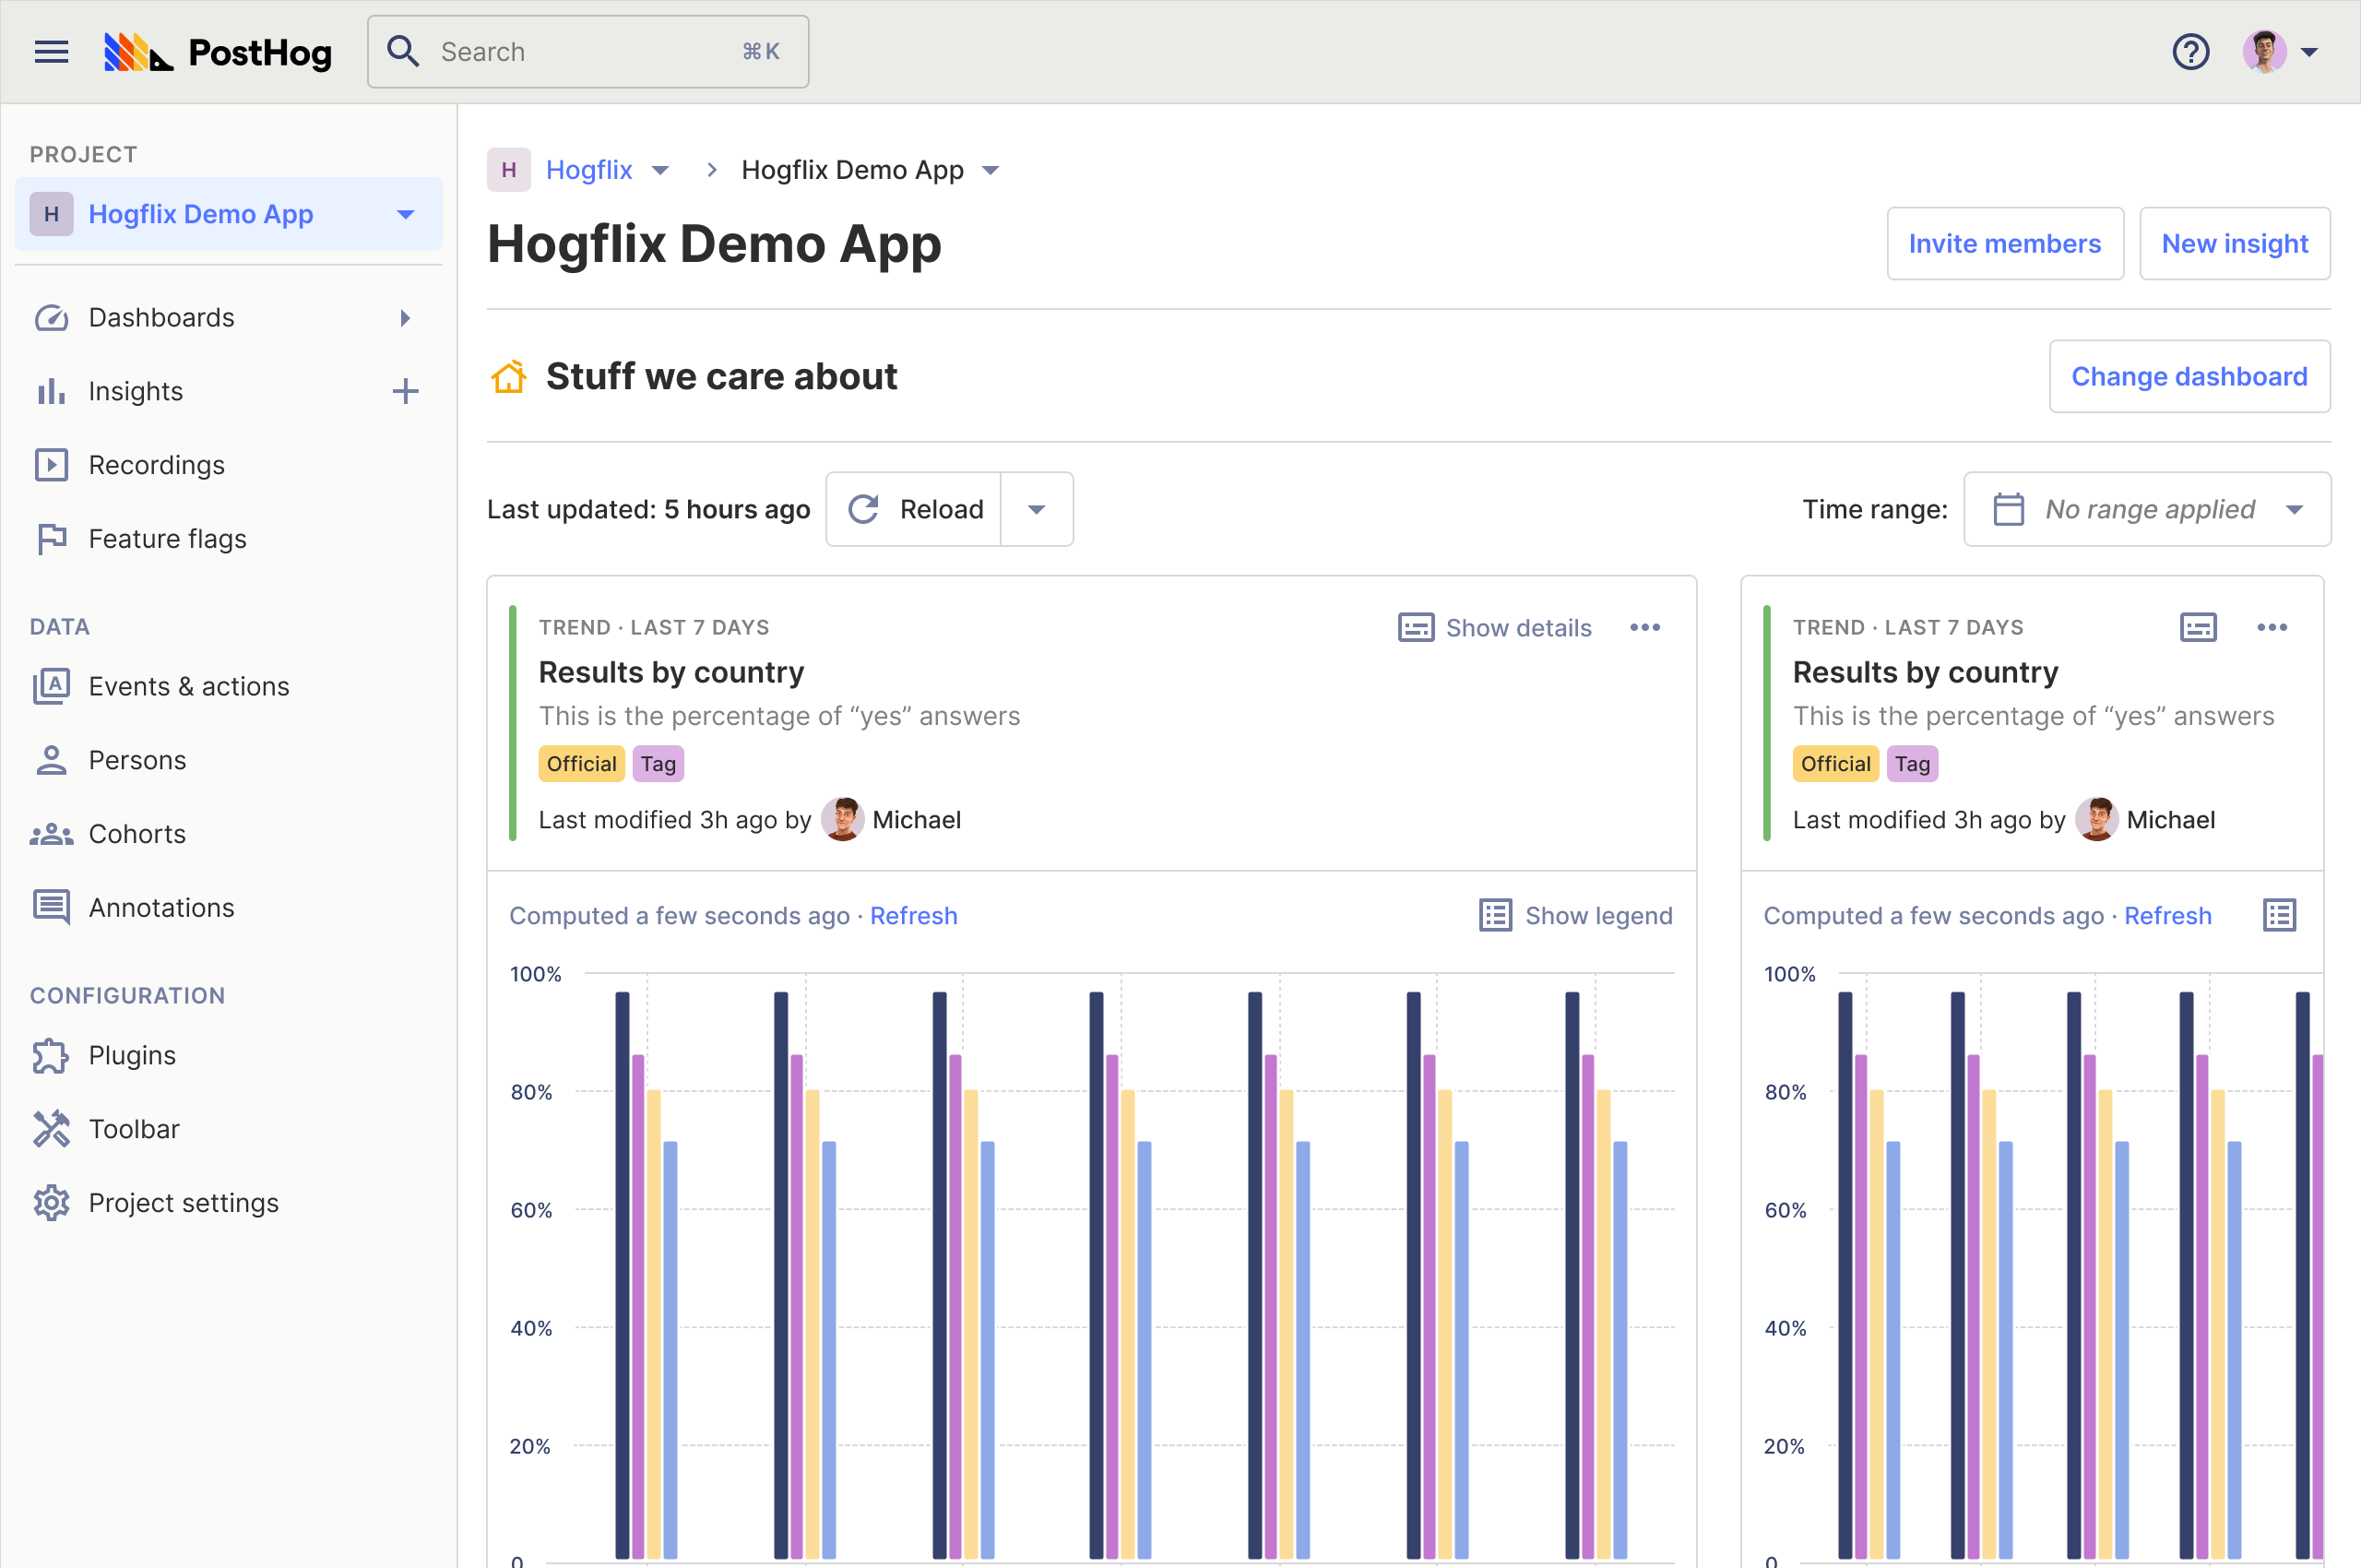 PostHog
Search
⌘K
PROJECT
H Hogflix Demo App
Dashboards
Insights
Recordings
Feature flags
DATA
Events & actions
Persons
Cohorts
Annotations
CONFIGURATION
Plugins
Toolbar
Project settings
H Hogflix Hogflix Demo App
Hogflix Demo App
Invite members
New insight
Stuff we care about
Change dashboard
Last updated: 5 hours ago
Reload
Time range: No range applied
TREND · LAST 7 DAYS
Show details
Results by country
This is the percentage of “yes” answers
Official Tag
Last modified 3h ago by Michael
Computed a few seconds ago · Refresh
Show legend
100%
80%
60%
40%
20%
0
TREND · LAST 7 DAYS
Results by country
This is the percentage of “yes” answers
Official Tag
Last modified 3h ago by Michael
Computed a few seconds ago · Refresh
100%
80%
60%
40%
20%
0